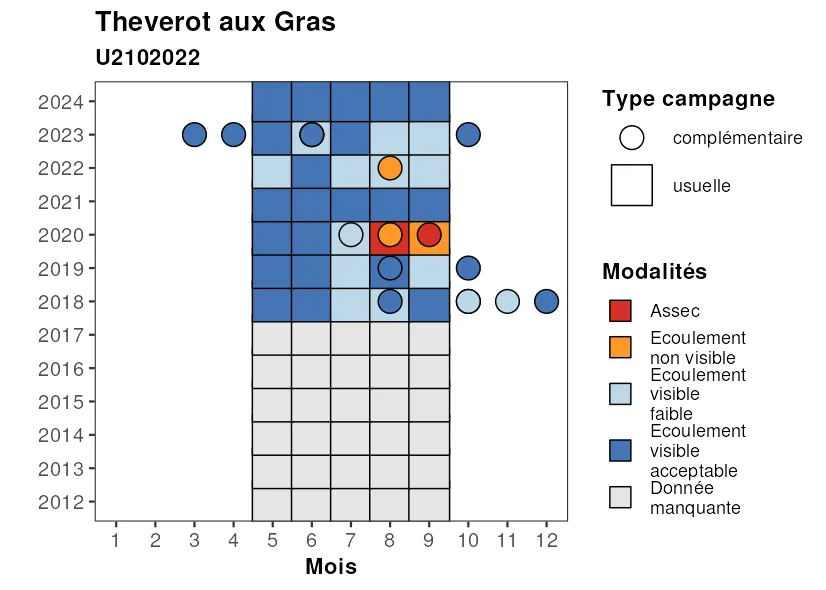 Theverot aux Gras
U2102022
2024
2023
2022
2021
2020
2019
2018
2017
2016
2015
2014
2013
2012
1 2 3 4 5 6 7 8 9 10 11 12
Mois
Type campagne
complémentaire
usuelle
Modalités
Assec
Ecoulement
non visible
Ecoulement
visible
faible
Ecoulement
visible
acceptable
Donnée
manquante